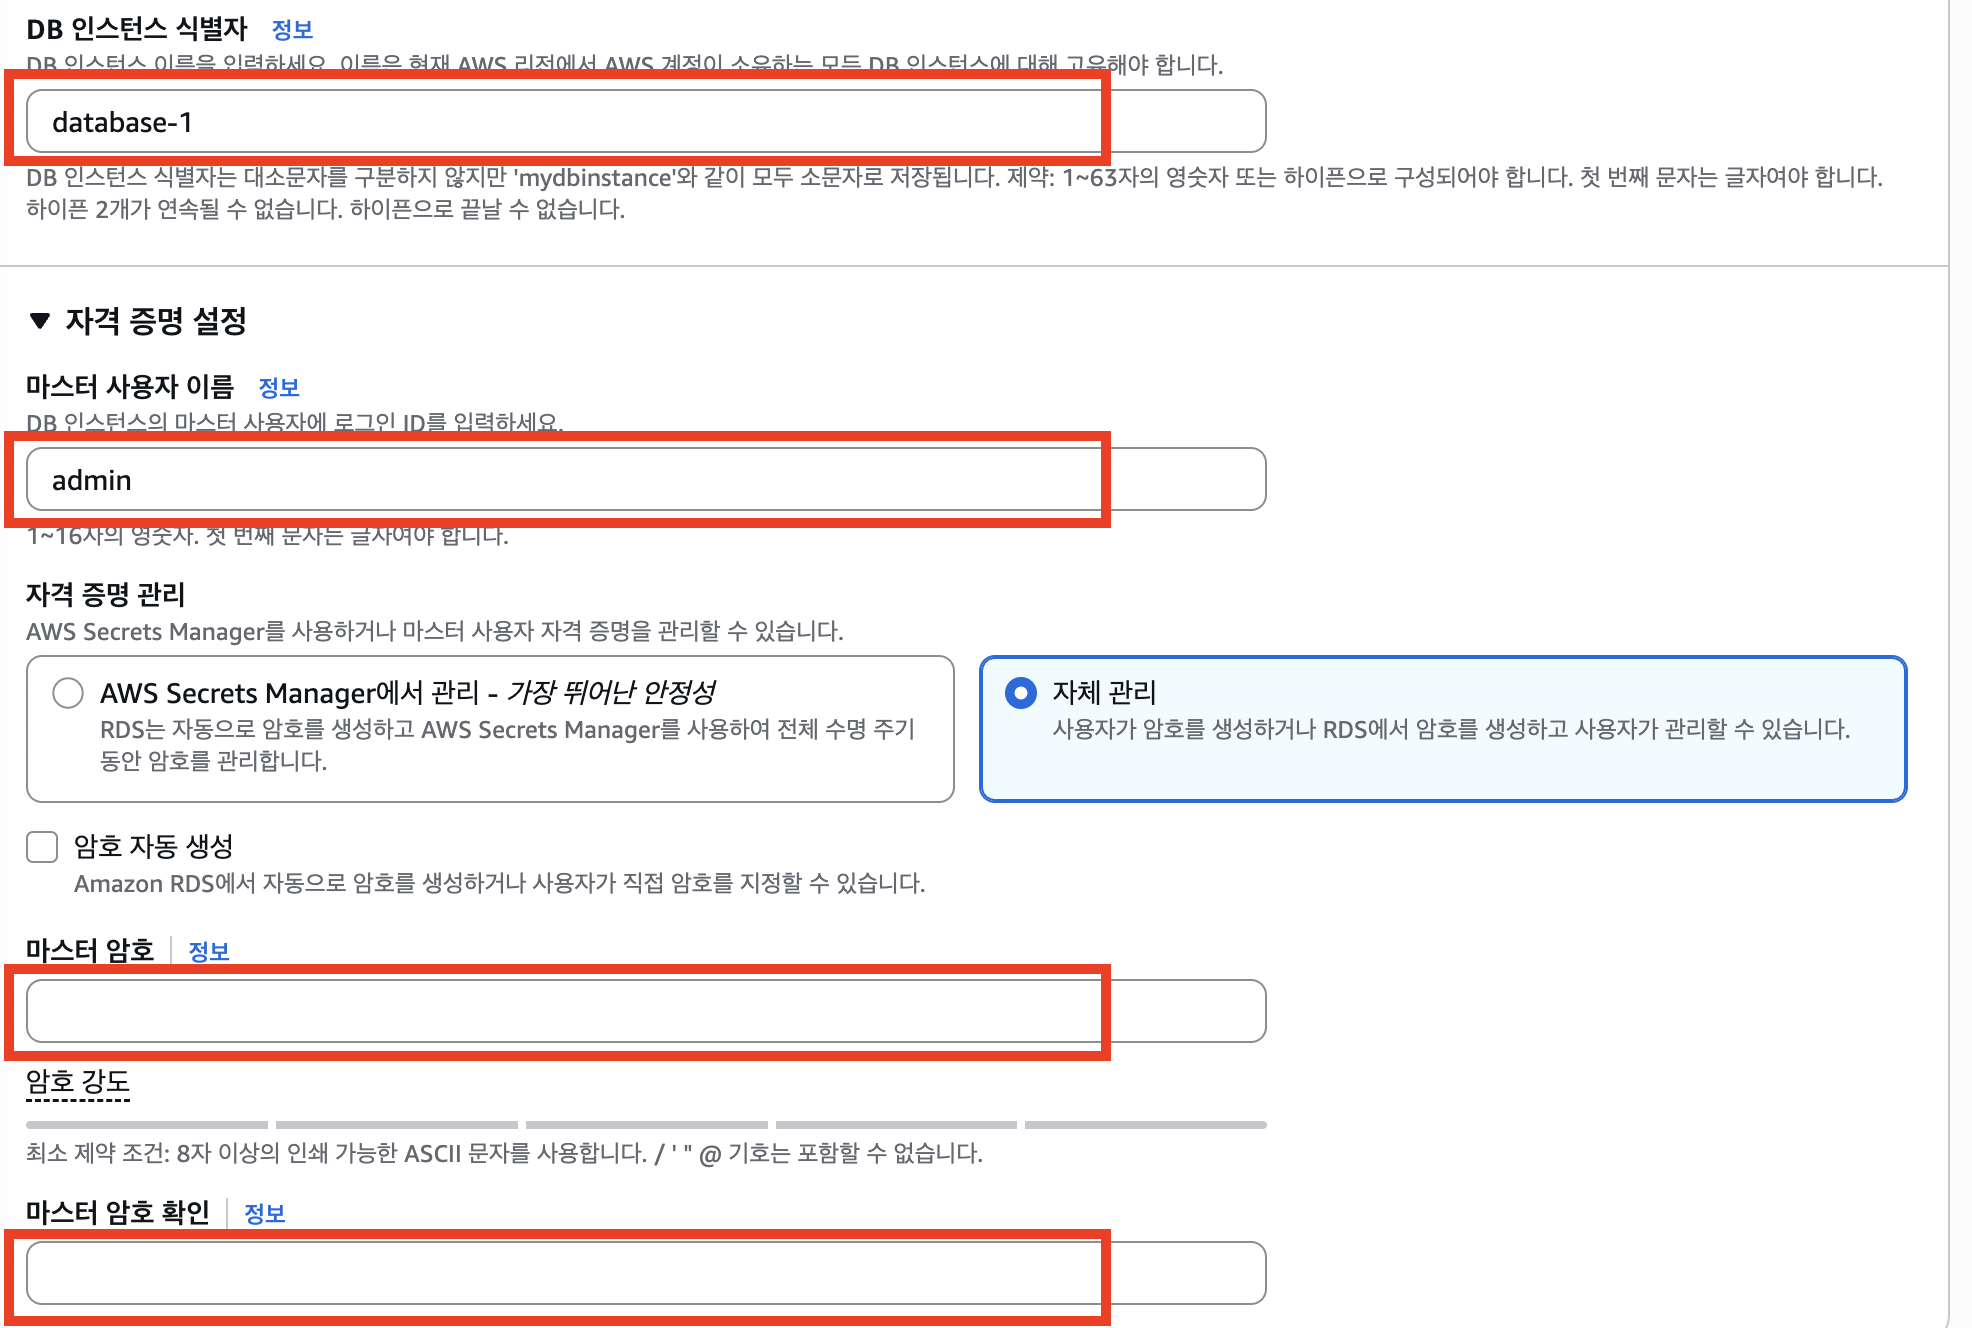 DB 인스턴스 식별자 정보
DB 인스턴스 이름을 입력하세요. 이름은 현재 AWS 리전에서 AWS 계정이 소유하는 모두 DB 인스턴스에 대해 고유해야 합니다.
database-1
DB 인스턴스 식별자는 대소문자를 구분하지 않지만 'mydbinstance'와 같이 모두 소문자로 저장됩니다. 제약: 1~63자의 영숫자 또는 하이픈으로 구성되어야 합니다. 첫 번째 문자는 글자여야 합니다.
하이픈 2개가 연속될 수 없습니다. 하이픈으로 끝날 수 없습니다.
▼ 자격 증명 설정
마스터 사용자 이름 정보
DB 인스턴스의 마스터 사용자에 로그인 ID를 입력하세요.
admin
1~16자의 영숫자. 첫 번째 문자는 글자여야 합니다.
자격 증명 관리
AWS Secrets Manager를 사용하거나 마스터 사용자 자격 증명을 관리할 수 있습니다.
AWS Secrets Manager에서 관리 - 가장 뛰어난 안정성
RDS는 자동으로 암호를 생성하고 AWS Secrets Manager를 사용하여 전체 수명 주기
동안 암호를 관리합니다.
자체 관리
사용자가 암호를 생성하거나 RDS에서 암호를 생성하고 사용자가 관리할 수 있습니다.
암호 자동 생성
Amazon RDS에서 자동으로 암호를 생성하거나 사용자가 직접 암호를 지정할 수 있습니다.
마스터 암호 정보
암호 강도
최소 제약 조건: 8자 이상의 인쇄 가능한 ASCII 문자를 사용합니다. / ' " @ 기호는 포함할 수 없습니다.
마스터 암호 확인 정보